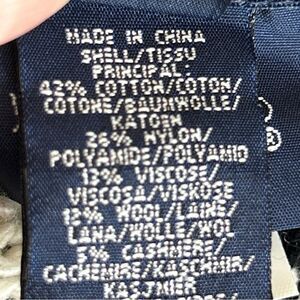 MADE IN CHINA
SHELL/TISSU
PRINCIPAL:
42% COTTON/COTON/
COTONE/BAUMWOLLE/
KATOEN
28% NYLON/
POLYAMIDE/POLYAMID
13% VISCOSE/
VISCOSA/VISKOSE
12% WOOL/LAINE/
LANA/WOLLE/WOL
5% CASHMERE/
CACHEMIRE/KASCHMIR/
KASJMIER
®